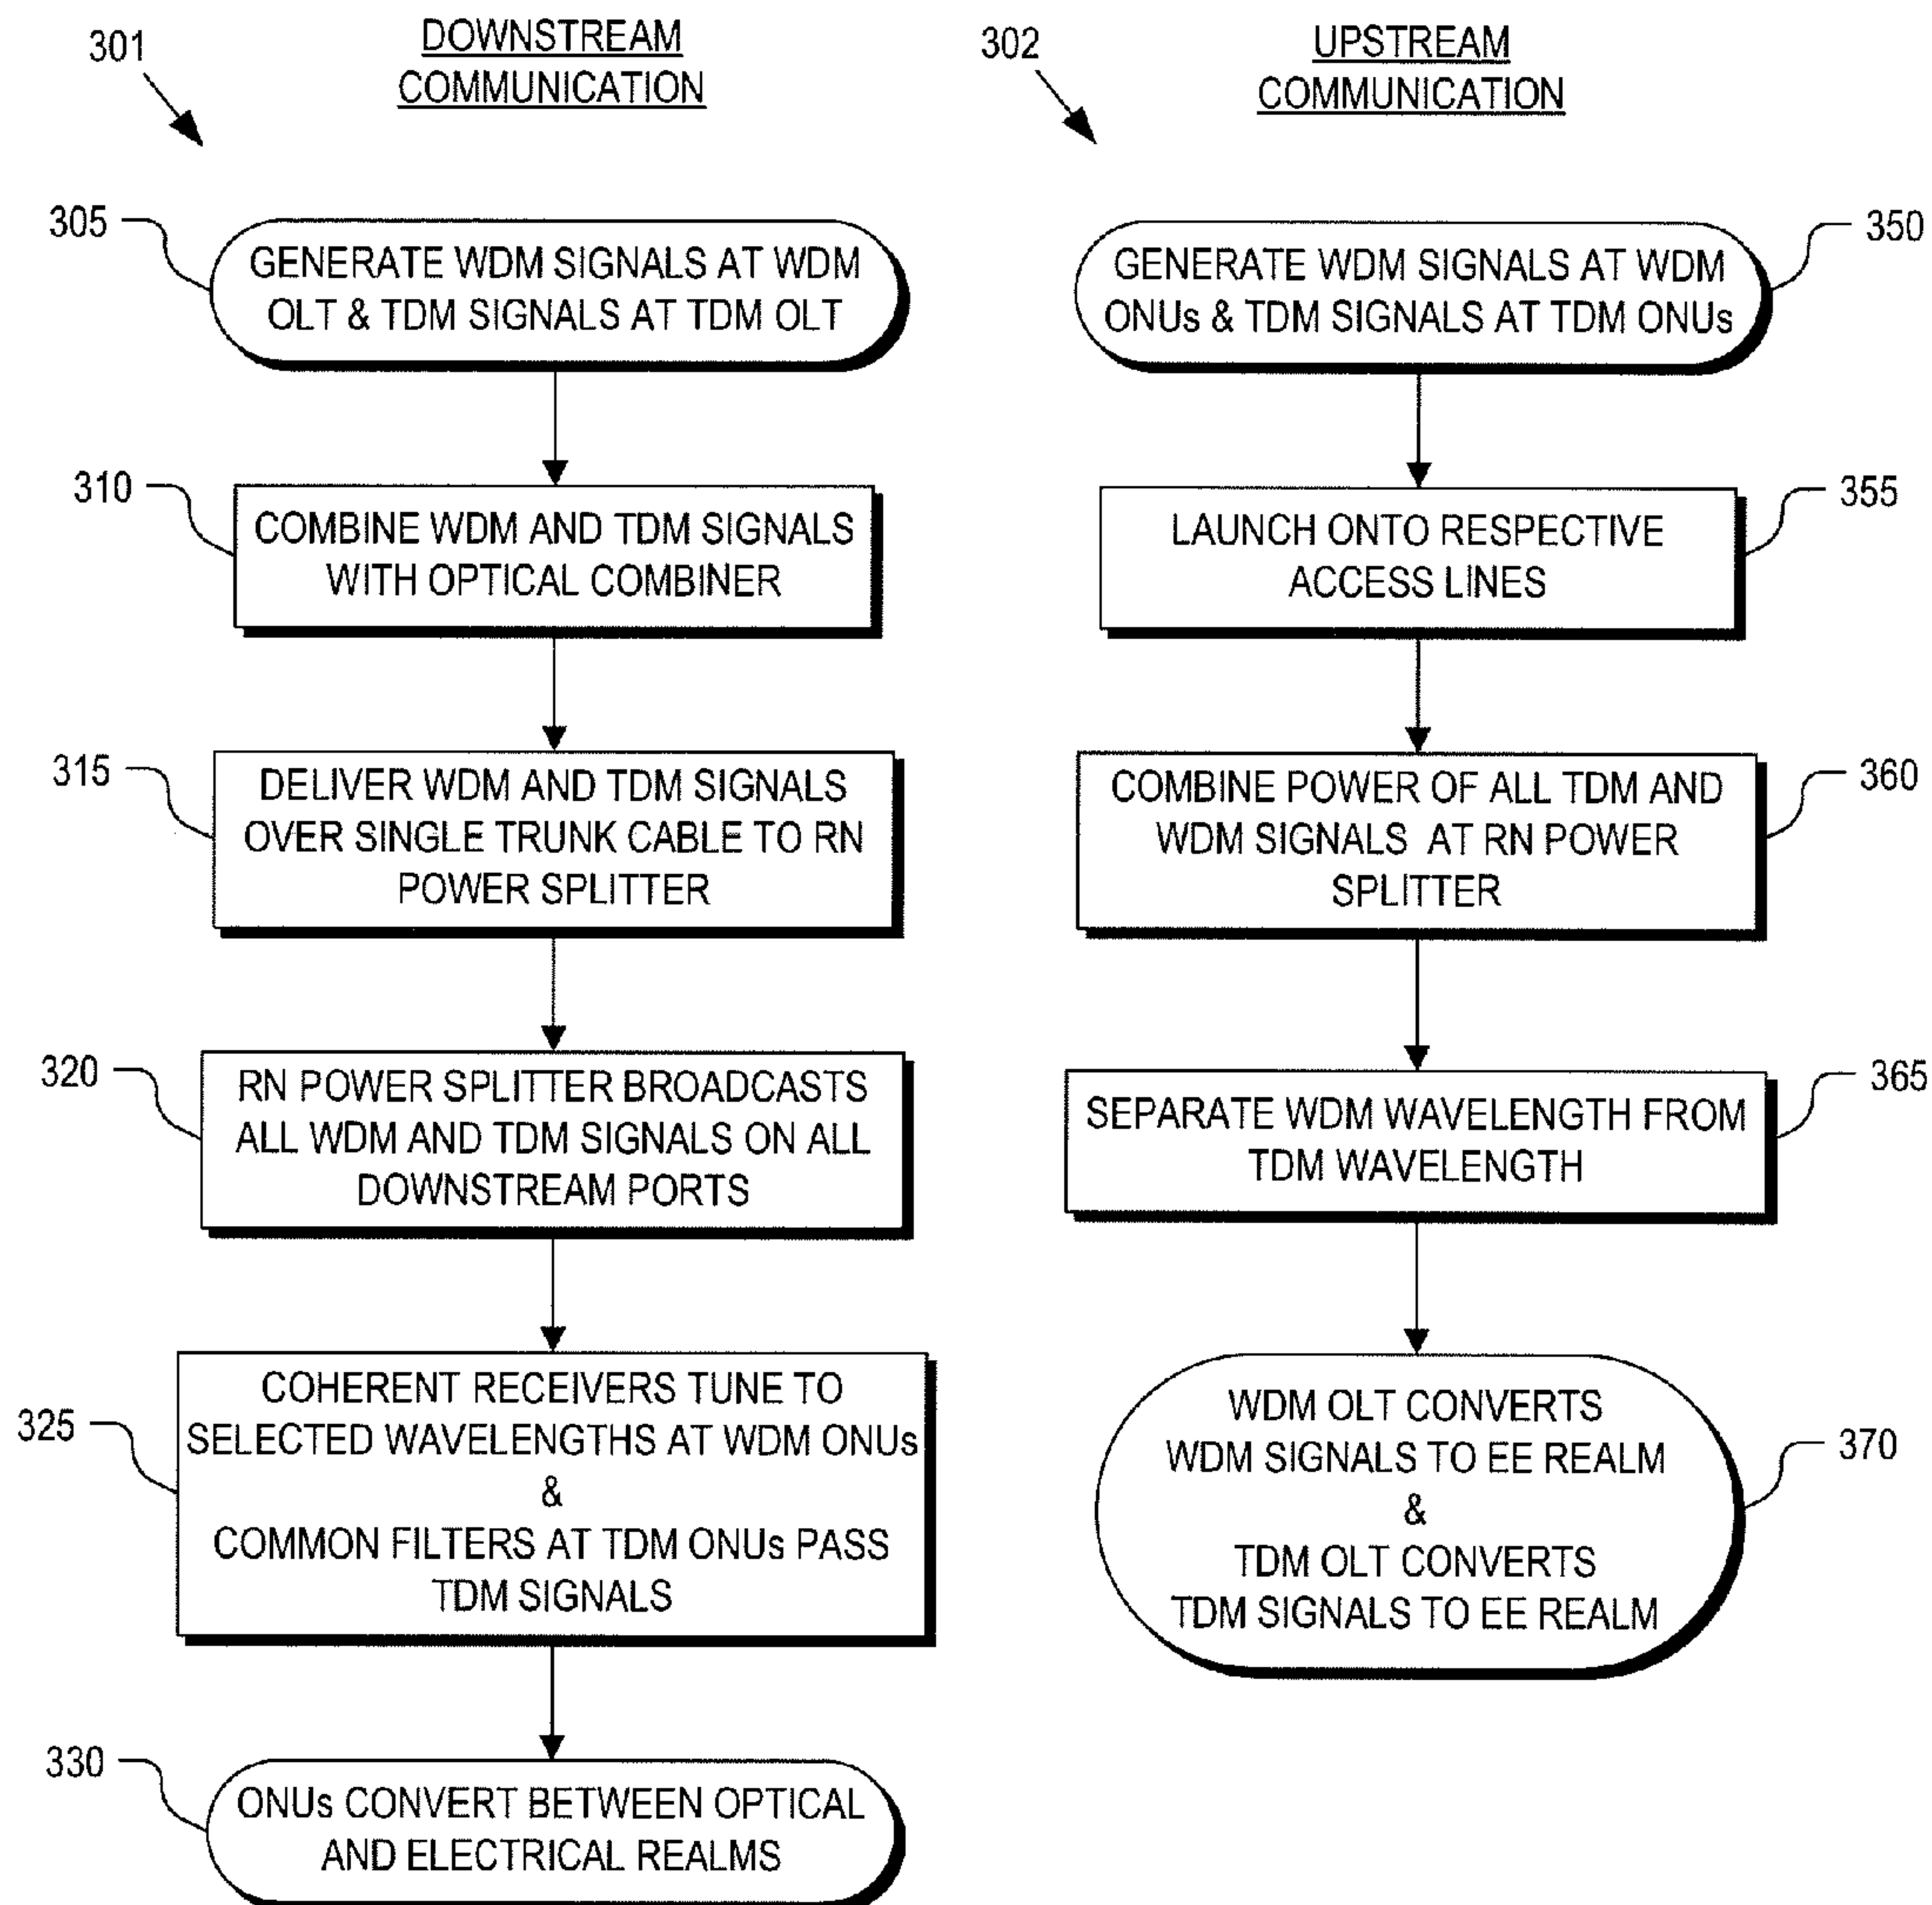 301
DOWNSTREAM
COMMUNICATION
305
GENERATE WDM SIGNALS AT WDM
OLT & TDM SIGNALS AT TDM OLT
310
COMBINE WDM AND TDM SIGNALS
WITH OPTICAL COMBINER
315
DELIVER WDM AND TDM SIGNALS
OVER SINGLE TRUNK CABLE TO RN
POWER SPLITTER
320
RN POWER SPLITTER BROADCASTS
ALL WDM AND TDM SIGNALS ON ALL
DOWNSTREAM PORTS
325
COHERENT RECEIVERS TUNE TO
SELECTED WAVELENGTHS AT WDM ONUs
&
COMMON FILTERS AT TDM ONUs PASS
TDM SIGNALS
330
ONUs CONVERT BETWEEN OPTICAL
AND ELECTRICAL REALMS
302
UPSTREAM
COMMUNICATION
350
GENERATE WDM SIGNALS AT WDM
ONUs & TDM SIGNALS AT TDM ONUs
355
LAUNCH ONTO RESPECTIVE
ACCESS LINES
360
COMBINE POWER OF ALL TDM AND
WDM SIGNALS AT RN POWER
SPLITTER
365
SEPARATE WDM WAVELENGTH FROM
TDM WAVELENGTH
370
WDM OLT CONVERTS
WDM SIGNALS TO EE REALM
&
TDM OLT CONVERTS
TDM SIGNALS TO EE REALM